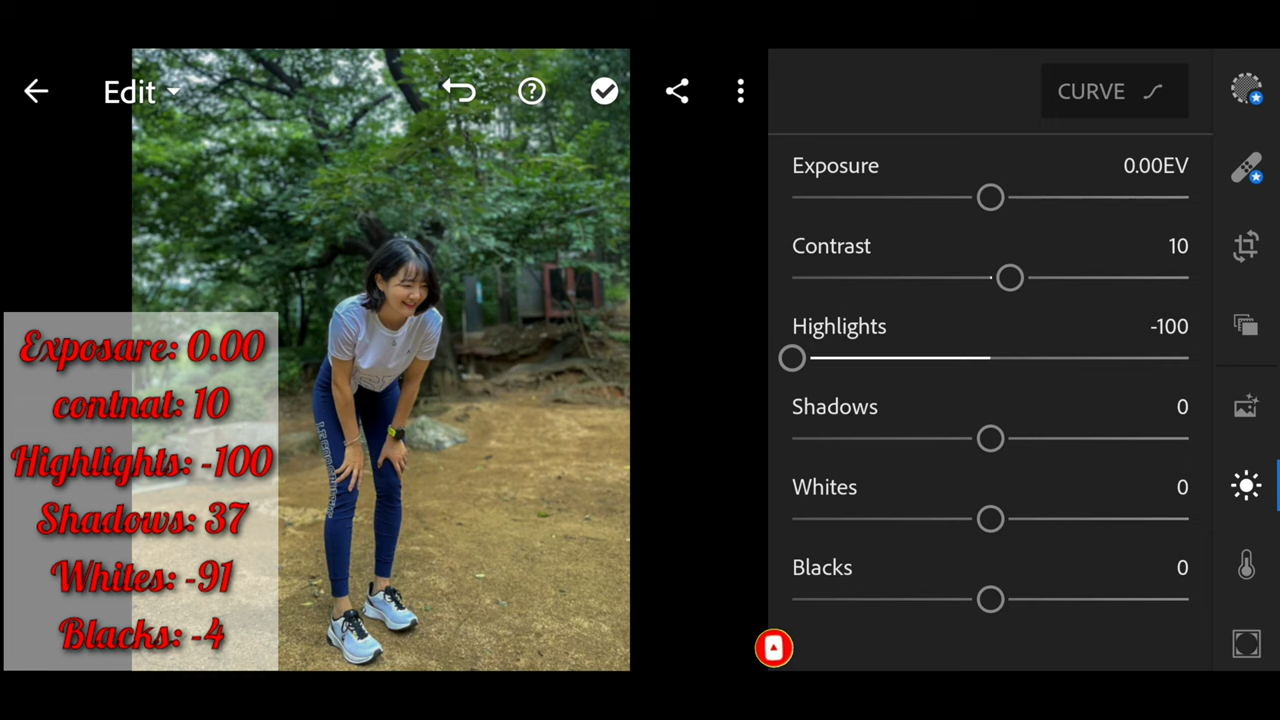 Edit
CURVE
Exposure 0.00EV
Contrast 10
Highlights -100
Shadows 0
Whites 0
Blacks 0
Exposare: 0.00
contnat: 10
Highlights: -100
Shadows: 37
Whites: -91
Blacks: -4